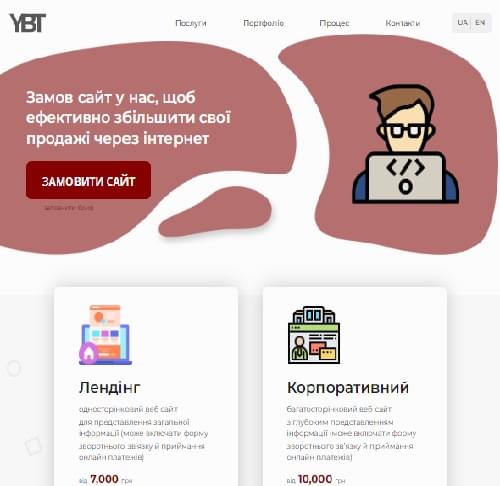 YBT
Послуги
Портфоліо
Процес
Контакти
UA
EN
Замов сайт у нас, щоб
ефективно збільшити свої
продажі через інтернет
ЗАМОВИТИ САЙТ
заповнити бриф
Лендінг
односторінковий веб сайт
для представлення загальної
інформації (може включати форму
зворотнього зв'язку й приймання
онлайн платежів)
від 7,000 грн
Корпоративний
багатосторінковий веб сайт
з глубоким представленням
інформації (може включати форму
зворотнього зв'язку й приймання
онлайн платежів)
від 10,000 грн